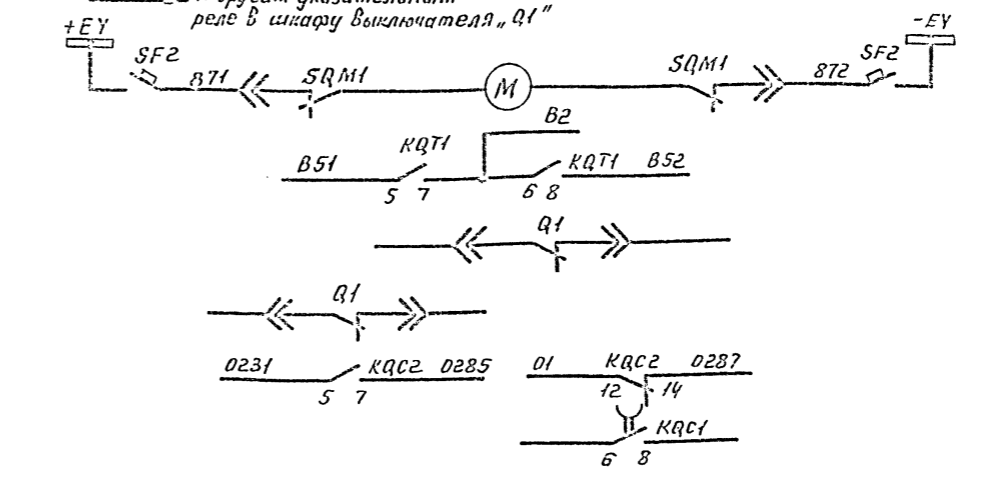 указательным
реле в шкафу выключателя „Q1"
+EY
-EY
SF2
871
SQM1
M
SQM1
872
SF2
B2
B51
KQT1
KQT1
B52
5 7
6 8
Q1
Q1
0231
KQC2
0285
5 7
01
KQC2
0287
12
14
KQC1
6 8